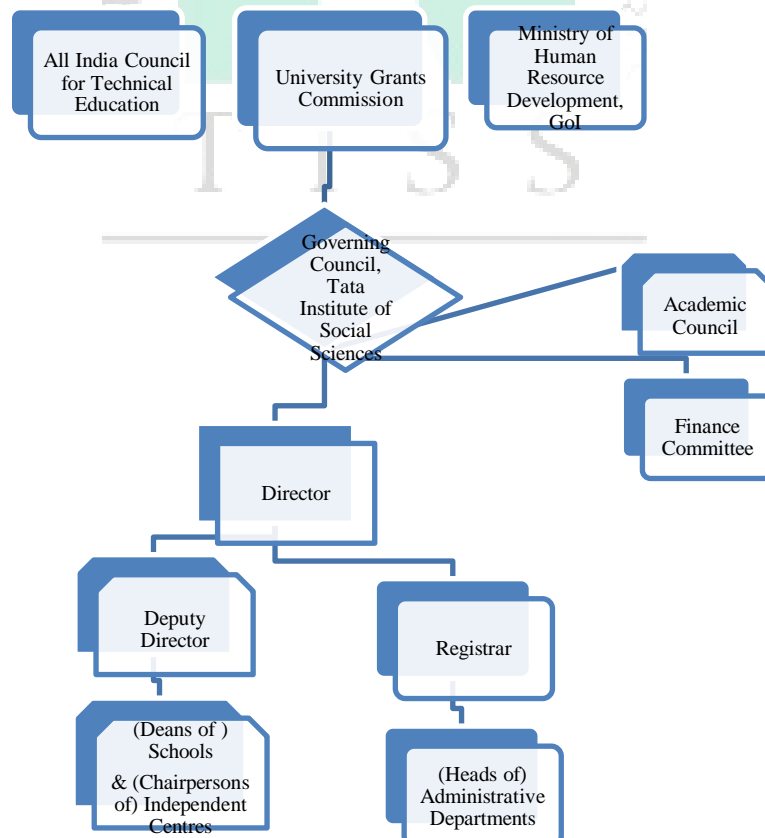 All India Council
for Technical
Education
University Grants
Commission
Ministry of
Human
Resource
Development,
GoI
T I S S
Governing
Council,
Tata
Institute of
Social
Sciences
Academic
Council
Finance
Committee
Director
Deputy
Director
Registrar
(Deans of )
Schools
& (Chairpersons
of) Independent
Centres
(Heads of)
Administrative
Departments